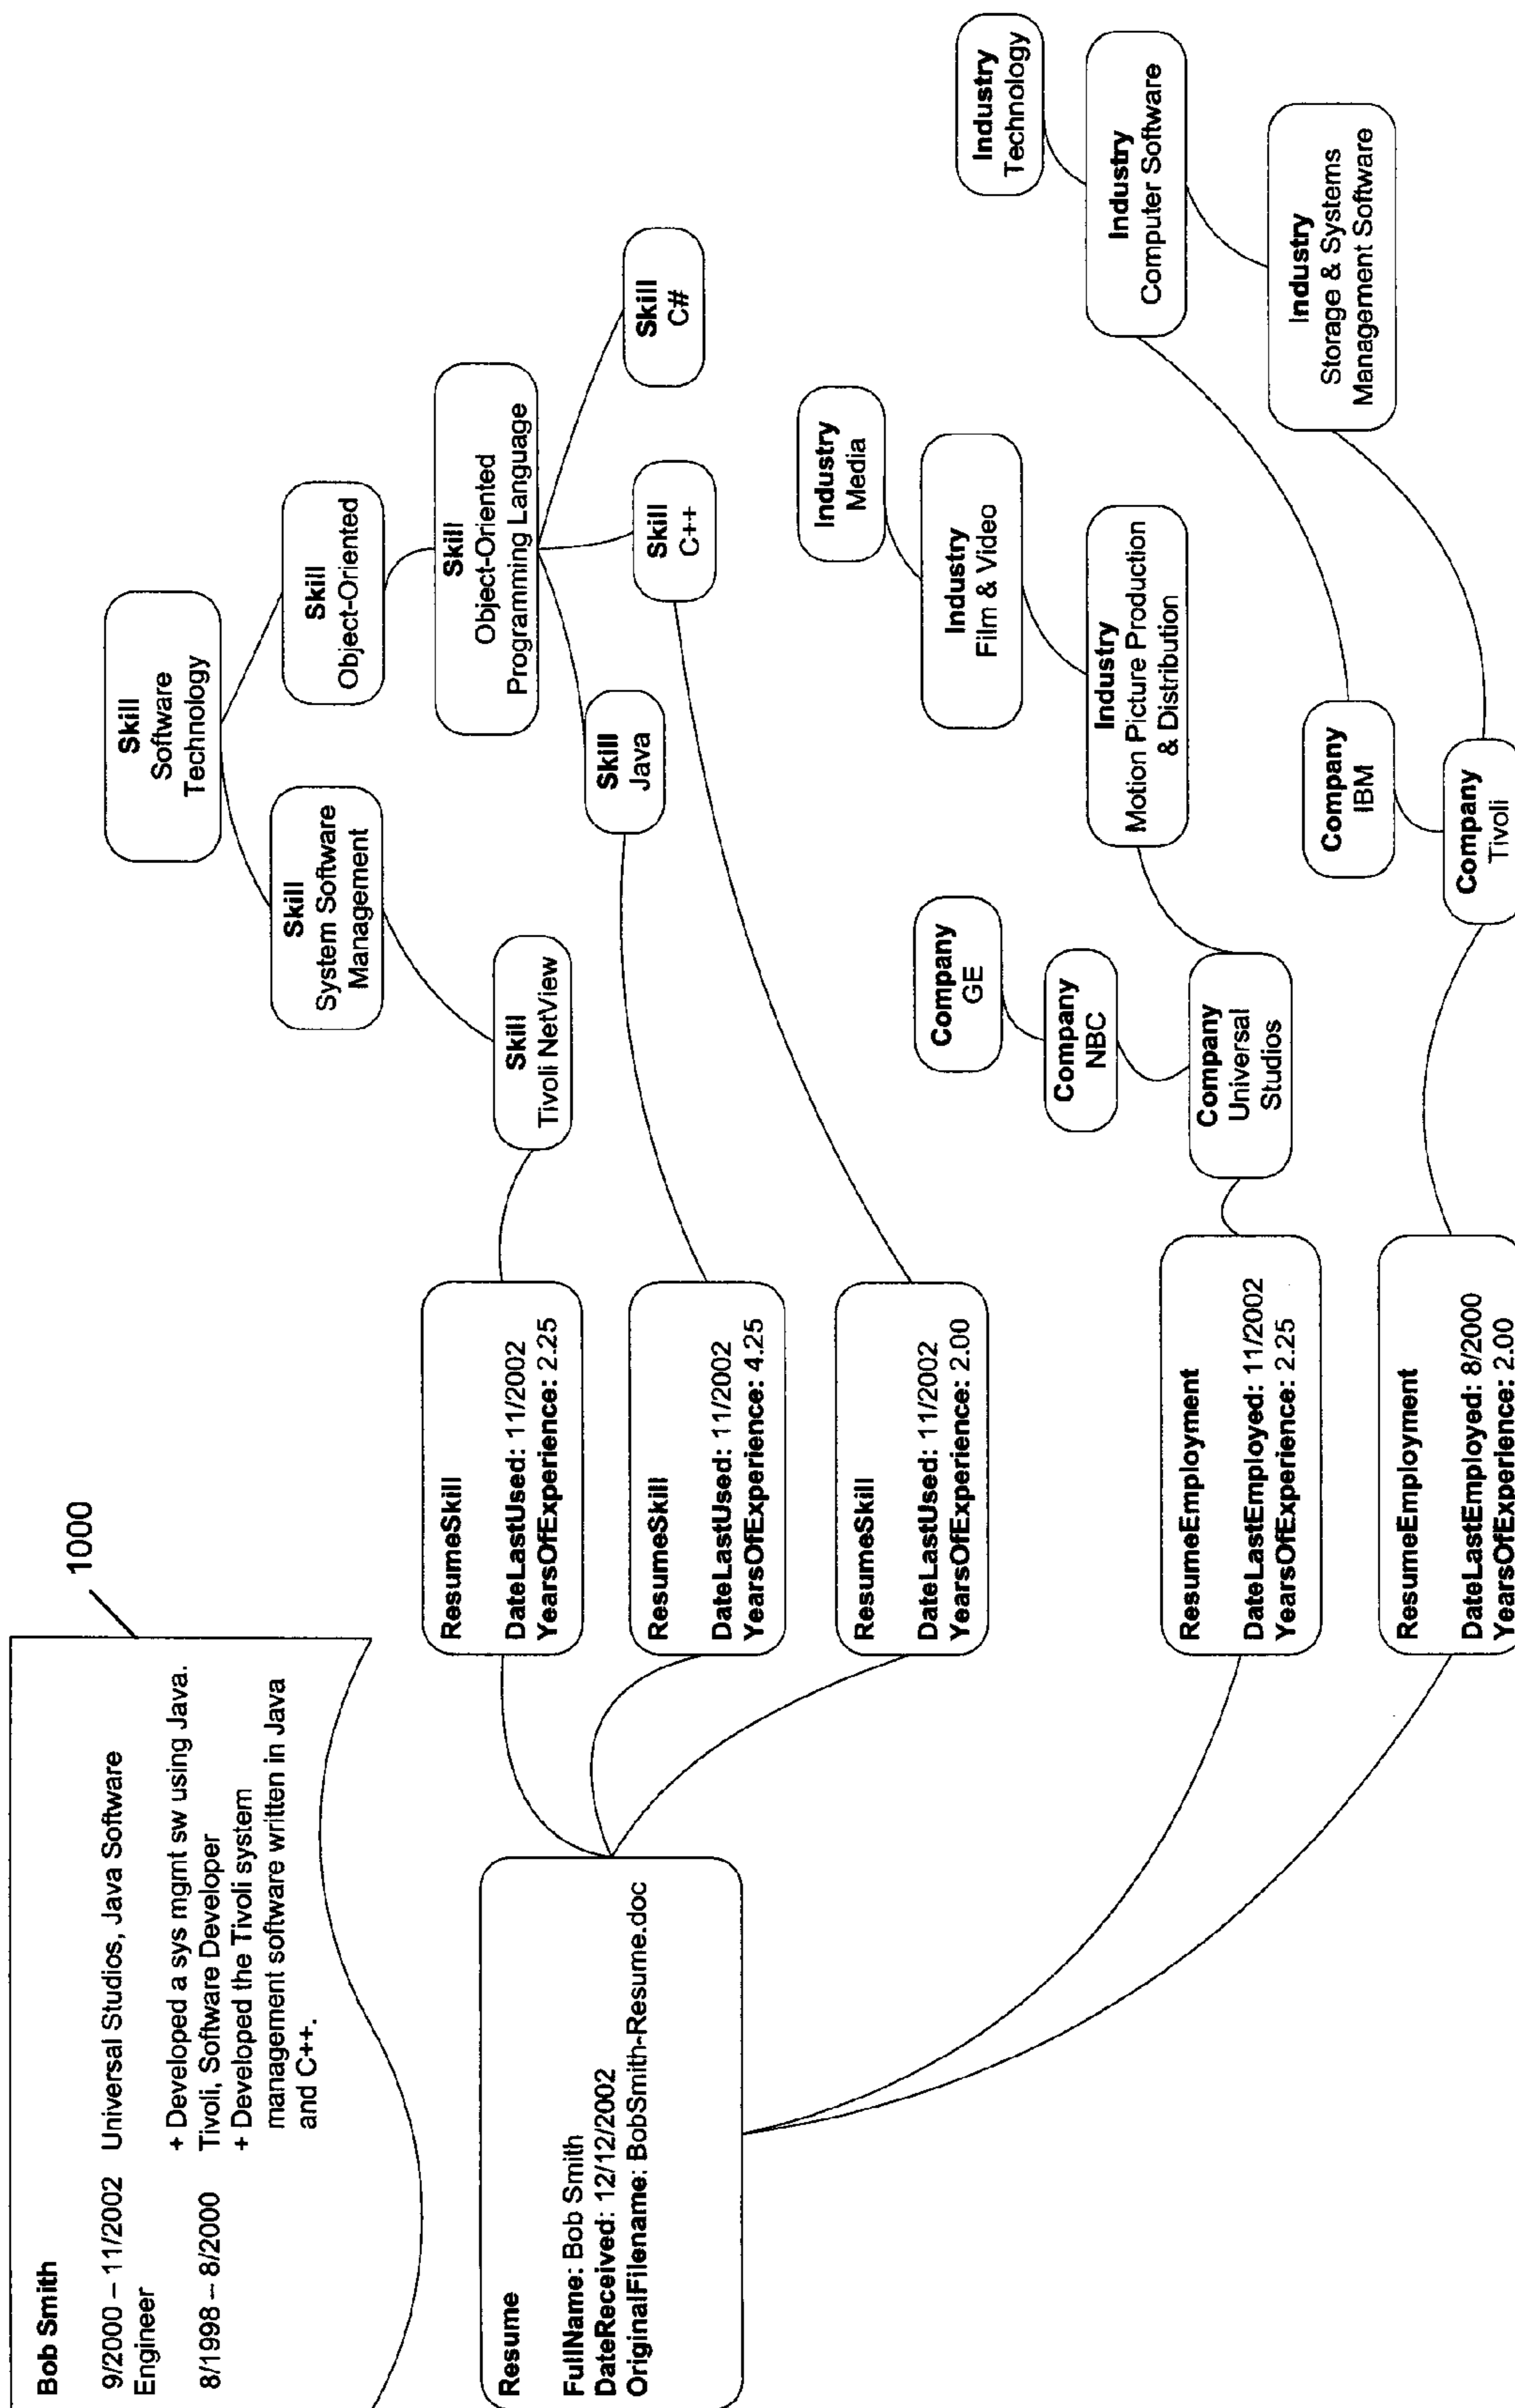 1000
Bob Smith
9/2000 – 11/2002 Universal Studios, Java Software
Engineer
+ Developed a sys mgmt sw using Java.
8/1998 – 8/2000 Tivoli, Software Developer
+ Developed the Tivoli system
management software written in Java
and C++.
Resume
FullName: Bob Smith
DateReceived: 12/12/2002
OriginalFilename: BobSmith-Resume.doc
ResumeSkill
DateLastUsed: 11/2002
YearsOfExperience: 2.25
ResumeSkill
DateLastUsed: 11/2002
YearsOfExperience: 4.25
ResumeSkill
DateLastUsed: 11/2002
YearsOfExperience: 2.00
ResumeEmployment
DateLastEmployed: 11/2002
YearsOfExperience: 2.25
ResumeEmployment
DateLastEmployed: 8/2000
YearsOfExperience: 2.00
Skill
Software
Technology
Skill
System Software
Management
Skill
Object-Oriented
Skill
Tivoli NetView
Skill
Object-Oriented
Programming Language
Skill
Java
Skill
C++
Skill
C#
Company
GE
Company
NBC
Company
Universal
Studios
Industry
Media
Industry
Film & Video
Industry
Motion Picture Production
& Distribution
Company
IBM
Company
Tivoli
Industry
Technology
Industry
Computer Software
Industry
Storage & Systems
Management Software